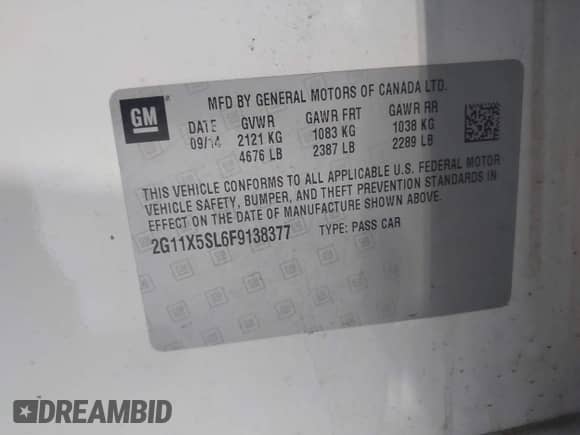 GM
MFD BY GENERAL MOTORS OF CANADA LTD.
DATE GVWR GAWR FRT GAWR RR
09/14 2121 KG 1083 KG 1038 KG
4676 LB 2387 LB 2289 LB
THIS VEHICLE CONFORMS TO ALL APPLICABLE U.S. FEDERAL MOTOR
VEHICLE SAFETY, BUMPER, AND THEFT PREVENTION STANDARDS IN
EFFECT ON THE DATE OF MANUFACTURE SHOWN ABOVE.
2G11X5SL6F9138377 TYPE: PASS CAR
DREAMBID